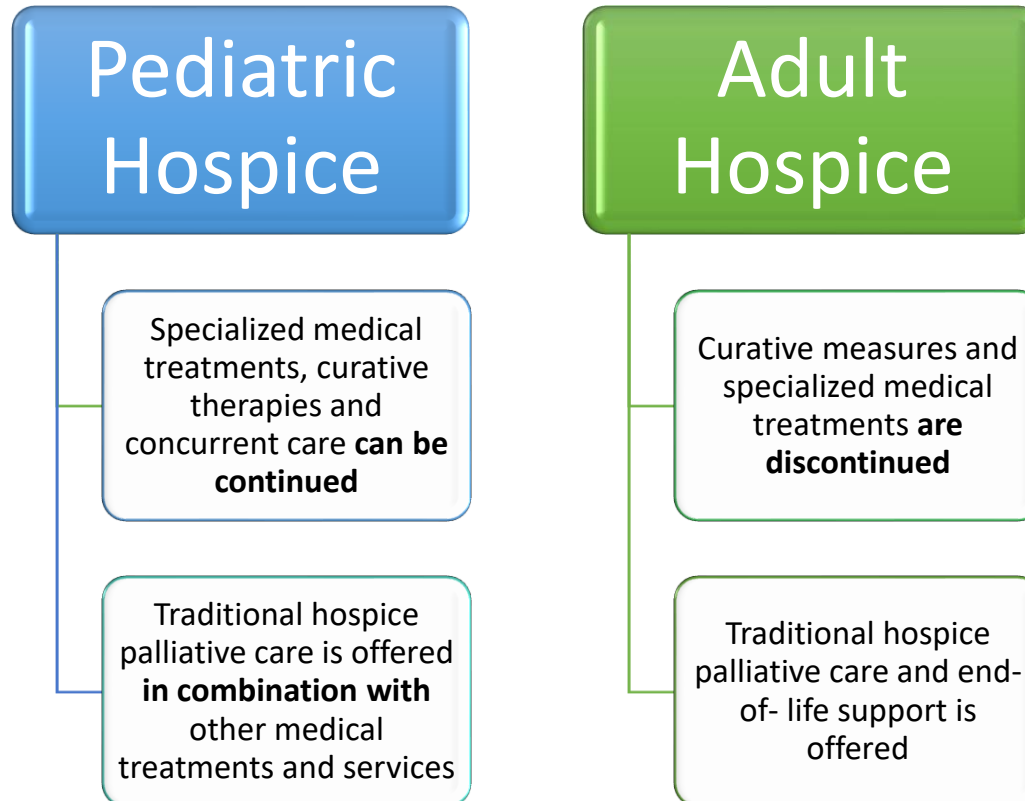 Pediatric
Hospice
Specialized medical
treatments, curative
therapies and
concurrent care can be
continued
Traditional hospice
palliative care is offered
in combination with
other medical
treatments and services
Adult
Hospice
Curative measures and
specialized medical
treatments are
discontinued
Traditional hospice
palliative care and end-
of- life support is
offered